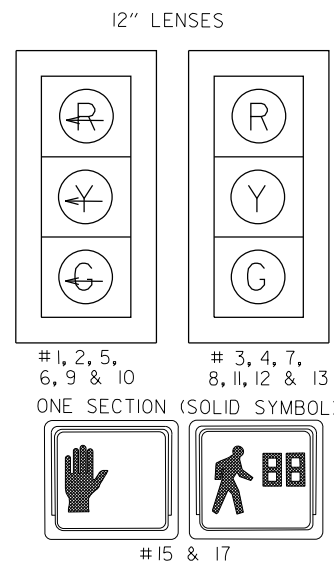 12" LENSES
R
Y
G
R
Y
G
#1, 2, 5,
6, 9 & 10
# 3, 4, 7,
8, 11, 12 & 13
ONE SECTION (SOLID SYMBOL)
88
#15 & 17